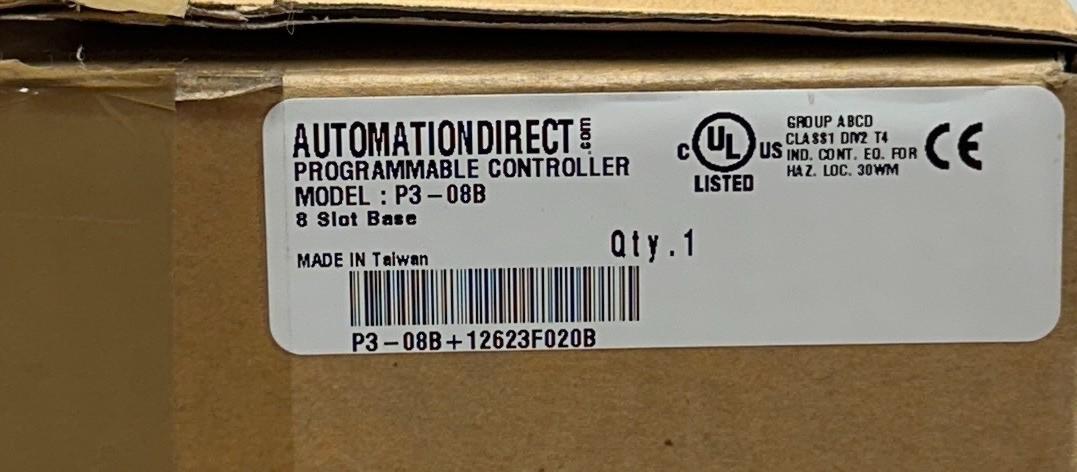 AUTOMATIONDIRECT.com
PROGRAMMABLE CONTROLLER
MODEL : P3-08B
8 Slot Base
MADE IN Taiwan
Qty.1
P3-08B+12623F020B
C UL US
LISTED
GROUP ABCD
CLASS1 DIV2 T4
IND. CONT. EQ. FOR
HAZ. LOC. 30WM
CE